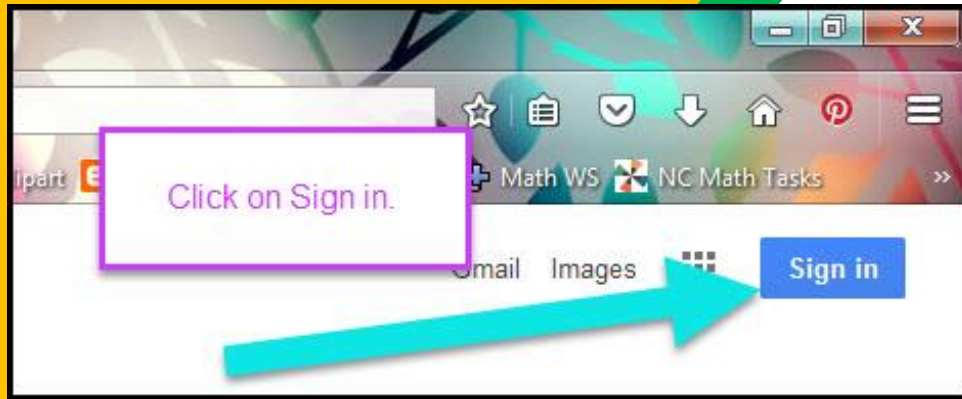 ipart
Math WS NC Math Tasks
Click on Sign in.
Gmail Images Sign in